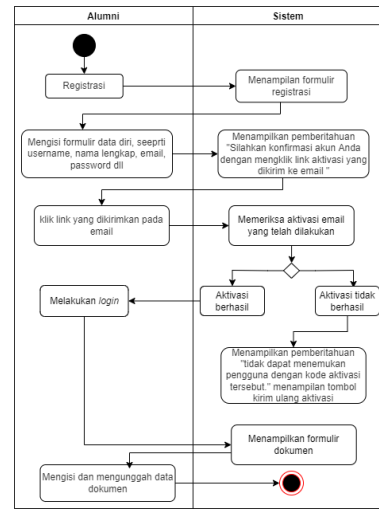 Alumni
Sistem
Registrasi
Menampilan formulir
registrasi
Mengisi formulir data diri, seeprti
username, nama lengkap, email,
password dll
Menampilkan pemberitahuan
"Silahkan konfirmasi akun Anda
dengan mengklik link aktivasi yang
dikirim ke email "
klik link yang dikirimkan pada
email
Memeriksa aktivasi email
yang telah dilakukan
Melakukan login
Aktivasi
berhasil
Aktivasi tidak
berhasil
Menampilkan pemberitahuan
"tidak dapat menemukan
pengguna dengan kode aktivasi
tersebut." menampilan tombol
kirim ulang aktivasi
Menampilkan formulir
dokumen
Mengisi dan mengunggah data
dokumen